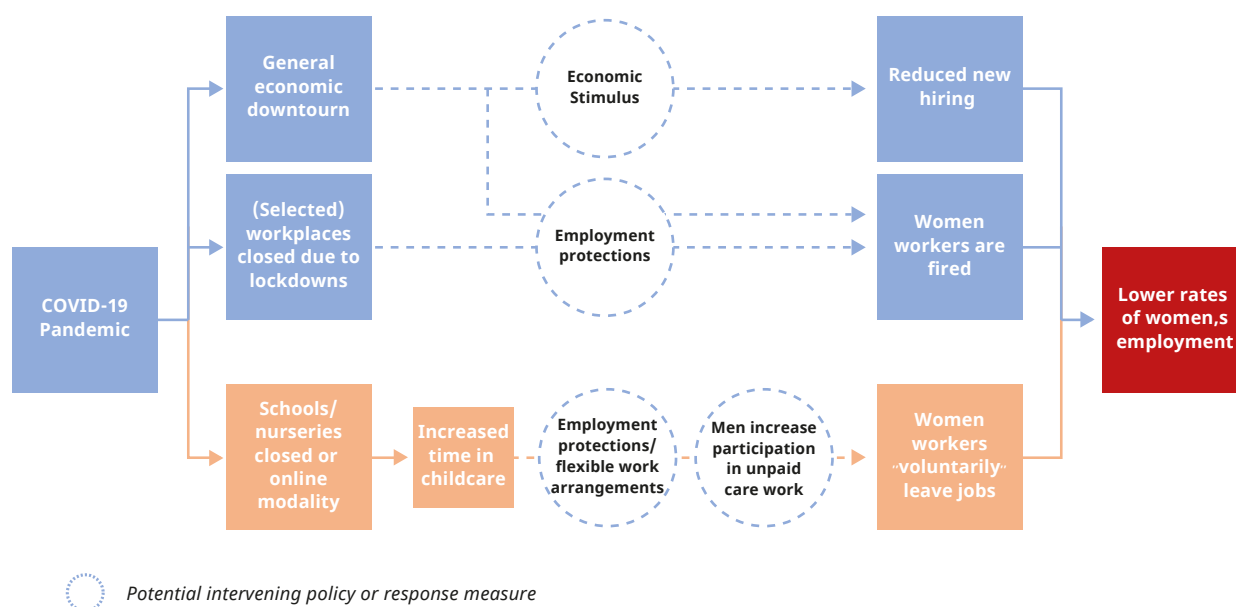 General
economic
downtourn
Economic
Stimulus
Reduced new
hiring
(Selected)
workplaces
closed due to
lockdowns
Employment
protections
Women
workers are
fired
COVID-19
Pandemic
Lower rates
of women,s
employment
Schools/
nurseries
closed or
online
modality
Increased
time in
childcare
Employment
protections/
flexible work
arrangements
Men increase
participation
in unpaid
care work
Women
workers
"voluntarily"
leave jobs
Potential intervening policy or response measure